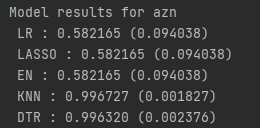 Model results for azn
LR : 0.582165 (0.094038)
LASSO : 0.582165 (0.094038)
EN : 0.582165 (0.094038)
KNN : 0.996727 (0.001827)
DTR : 0.996320 (0.002376)